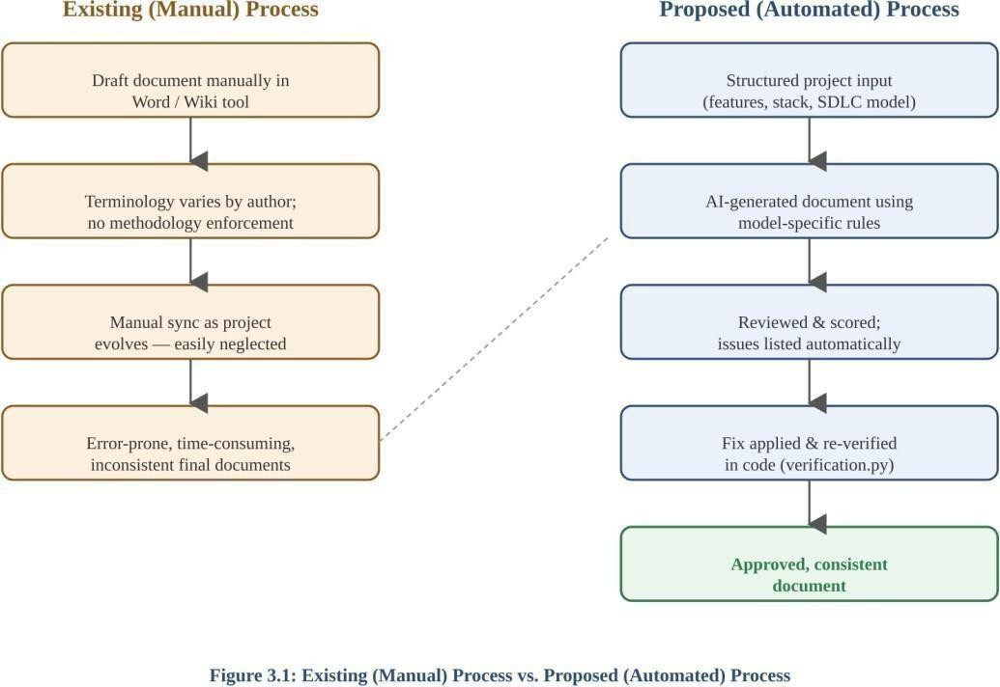 Existing (Manual) Process
Draft document manually in
Word / Wiki tool
Terminology varies by author;
no methodology enforcement
Manual sync as project
evolves — easily neglected
Error-prone, time-consuming,
inconsistent final documents
Proposed (Automated) Process
Structured project input
(features, stack, SDLC model)
AI-generated document using
model-specific rules
Reviewed & scored;
issues listed automatically
Fix applied & re-verified
in code (verification.py)
Approved, consistent
document
Figure 3.1: Existing (Manual) Process vs. Proposed (Automated) Process